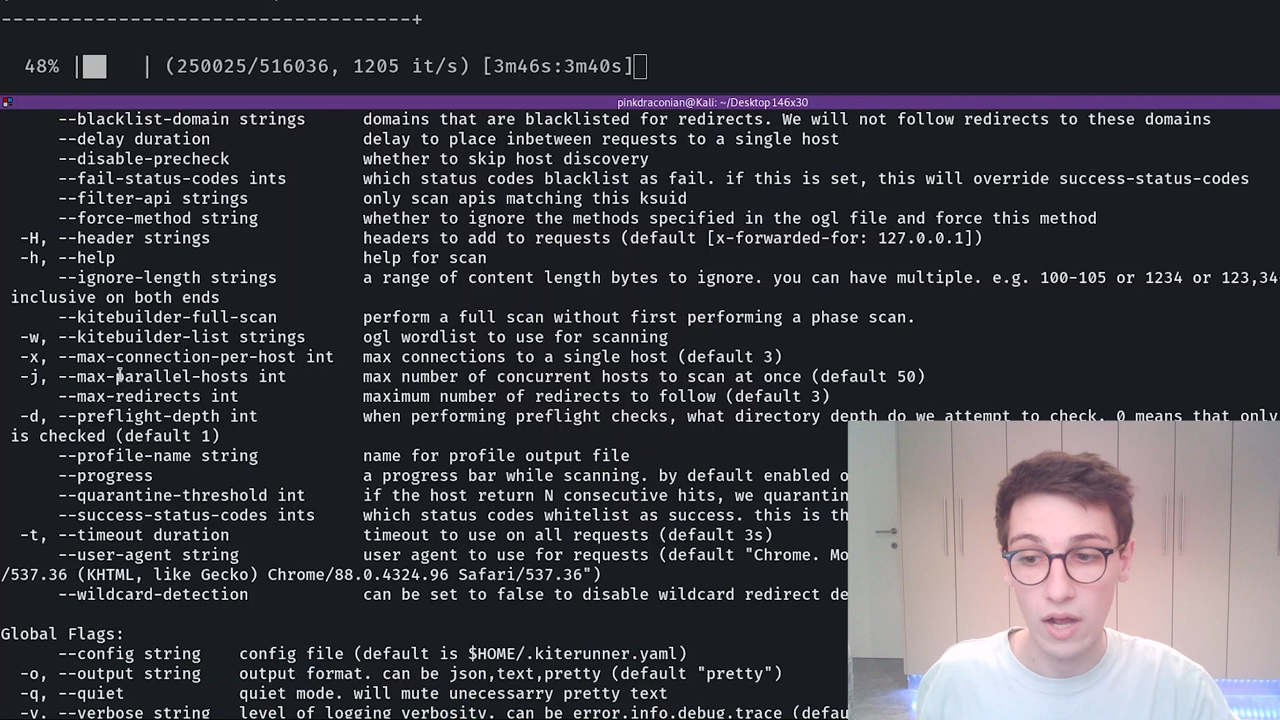 -----------------------------------+
48% | | (250025/516036, 1205 it/s) [3m46s:3m40s]
pinkdraconian@Kali: ~/Desktop 146x30
--blacklist-domain strings domains that are blacklisted for redirects. We will not follow redirects to these domains
--delay duration delay to place inbetween requests to a single host
--disable-precheck whether to skip host discovery
--fail-status-codes ints which status codes blacklist as fail. if this is set, this will override success-status-codes
--filter-api strings only scan apis matching this ksuid
--force-method string whether to ignore the methods specified in the ogl file and force this method
-H, --header strings headers to add to requests (default [x-forwarded-for: 127.0.0.1])
-h, --help help for scan
--ignore-length strings a range of content length bytes to ignore. you can have multiple. e.g. 100-105 or 1234 or 123,34
inclusive on both ends
--kitebuilder-full-scan perform a full scan without first performing a phase scan.
-w, --kitebuilder-list strings ogl wordlist to use for scanning
-x, --max-connection-per-host int max connections to a single host (default 3)
-j, --max-parallel-hosts int max number of concurrent hosts to scan at once (default 50)
--max-redirects int maximum number of redirects to follow (default 3)
-d, --preflight-depth int when performing preflight checks, what directory depth do we attempt to check. 0 means that only
is checked (default 1)
--profile-name string name for profile output file
--progress a progress bar while scanning. by default enabled o
--quarantine-threshold int if the host return N consecutive hits, we quaranti
--success-status-codes ints which status codes whitelist as success. this is th
-t, --timeout duration timeout to use on all requests (default 3s)
--user-agent string user agent to use for requests (default "Chrome. Mo
/537.36 (KHTML, like Gecko) Chrome/88.0.4324.96 Safari/537.36")
--wildcard-detection can be set to false to disable wildcard redirect de
Global Flags:
--config string config file (default is $HOME/.kiterunner.yaml)
-o, --output string output format. can be json,text,pretty (default "pretty")
-q, --quiet quiet mode. will mute unecessarry pretty text
-v, --verbose string level of logging verbosity. can be error,info,debug,trace (defa